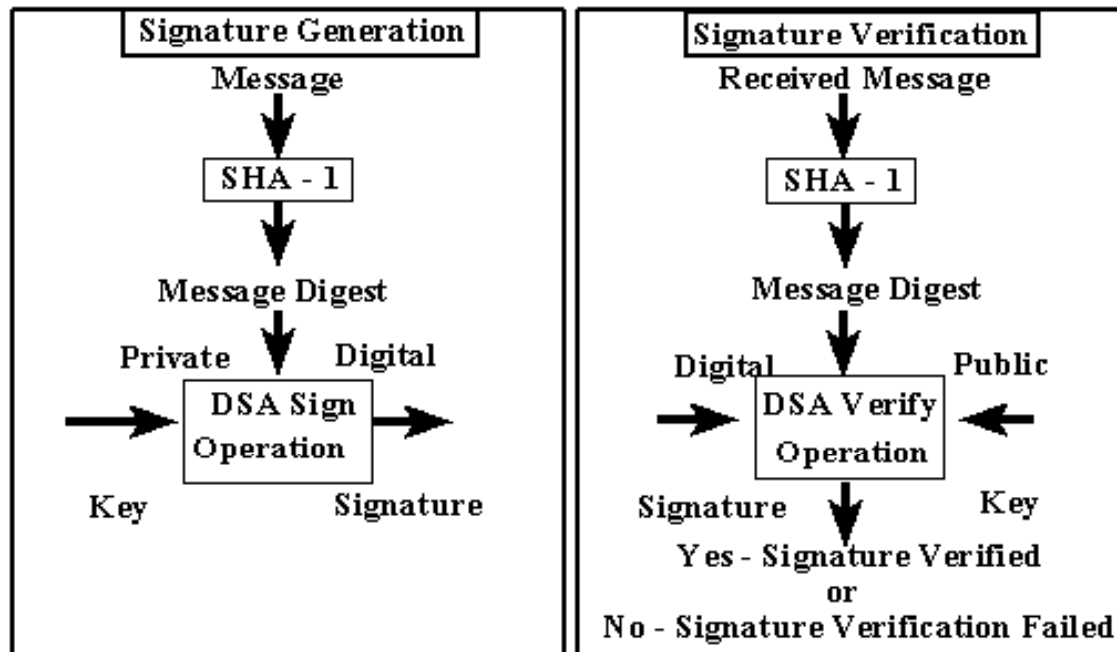 Signature Generation
Message
SHA - 1
Message Digest
Private
Digital
DSA Sign
Operation
Key
Signature
Signature Verification
Received Message
SHA - 1
Message Digest
Digital
Public
DSA Verify
Operation
Signature
Key
Yes - Signature Verified
or
No - Signature Verification Failed